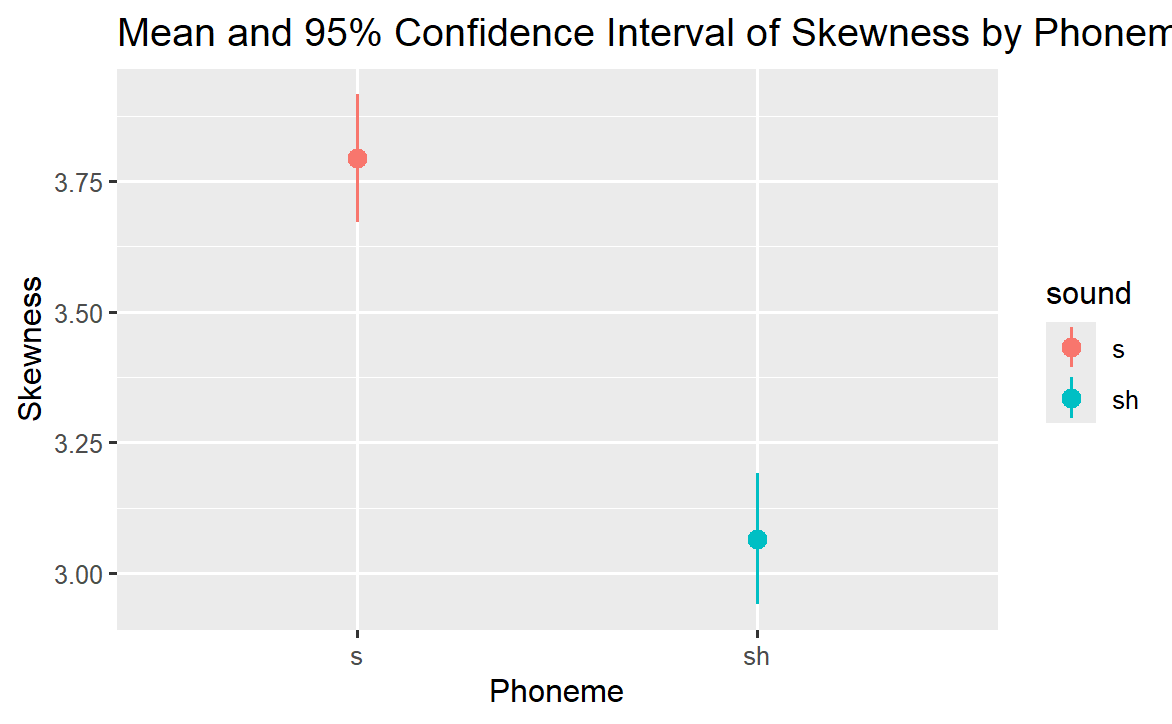 Mean and 95% Confidence Interval of Skewness by Phonem
Skewness
3.75
3.50
3.25
3.00
s
sh
Phoneme
sound
s
sh